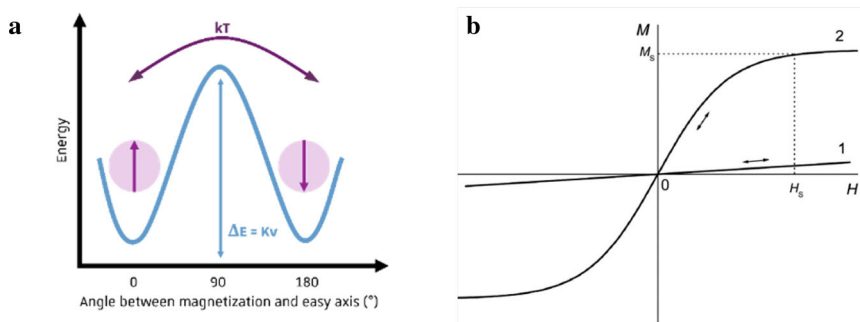 a
kT
Energy
ΔE = Kv
0 90 180
Angle between magnetization and easy axis (°)
b
M
2
Ms
1
0
Hs
H